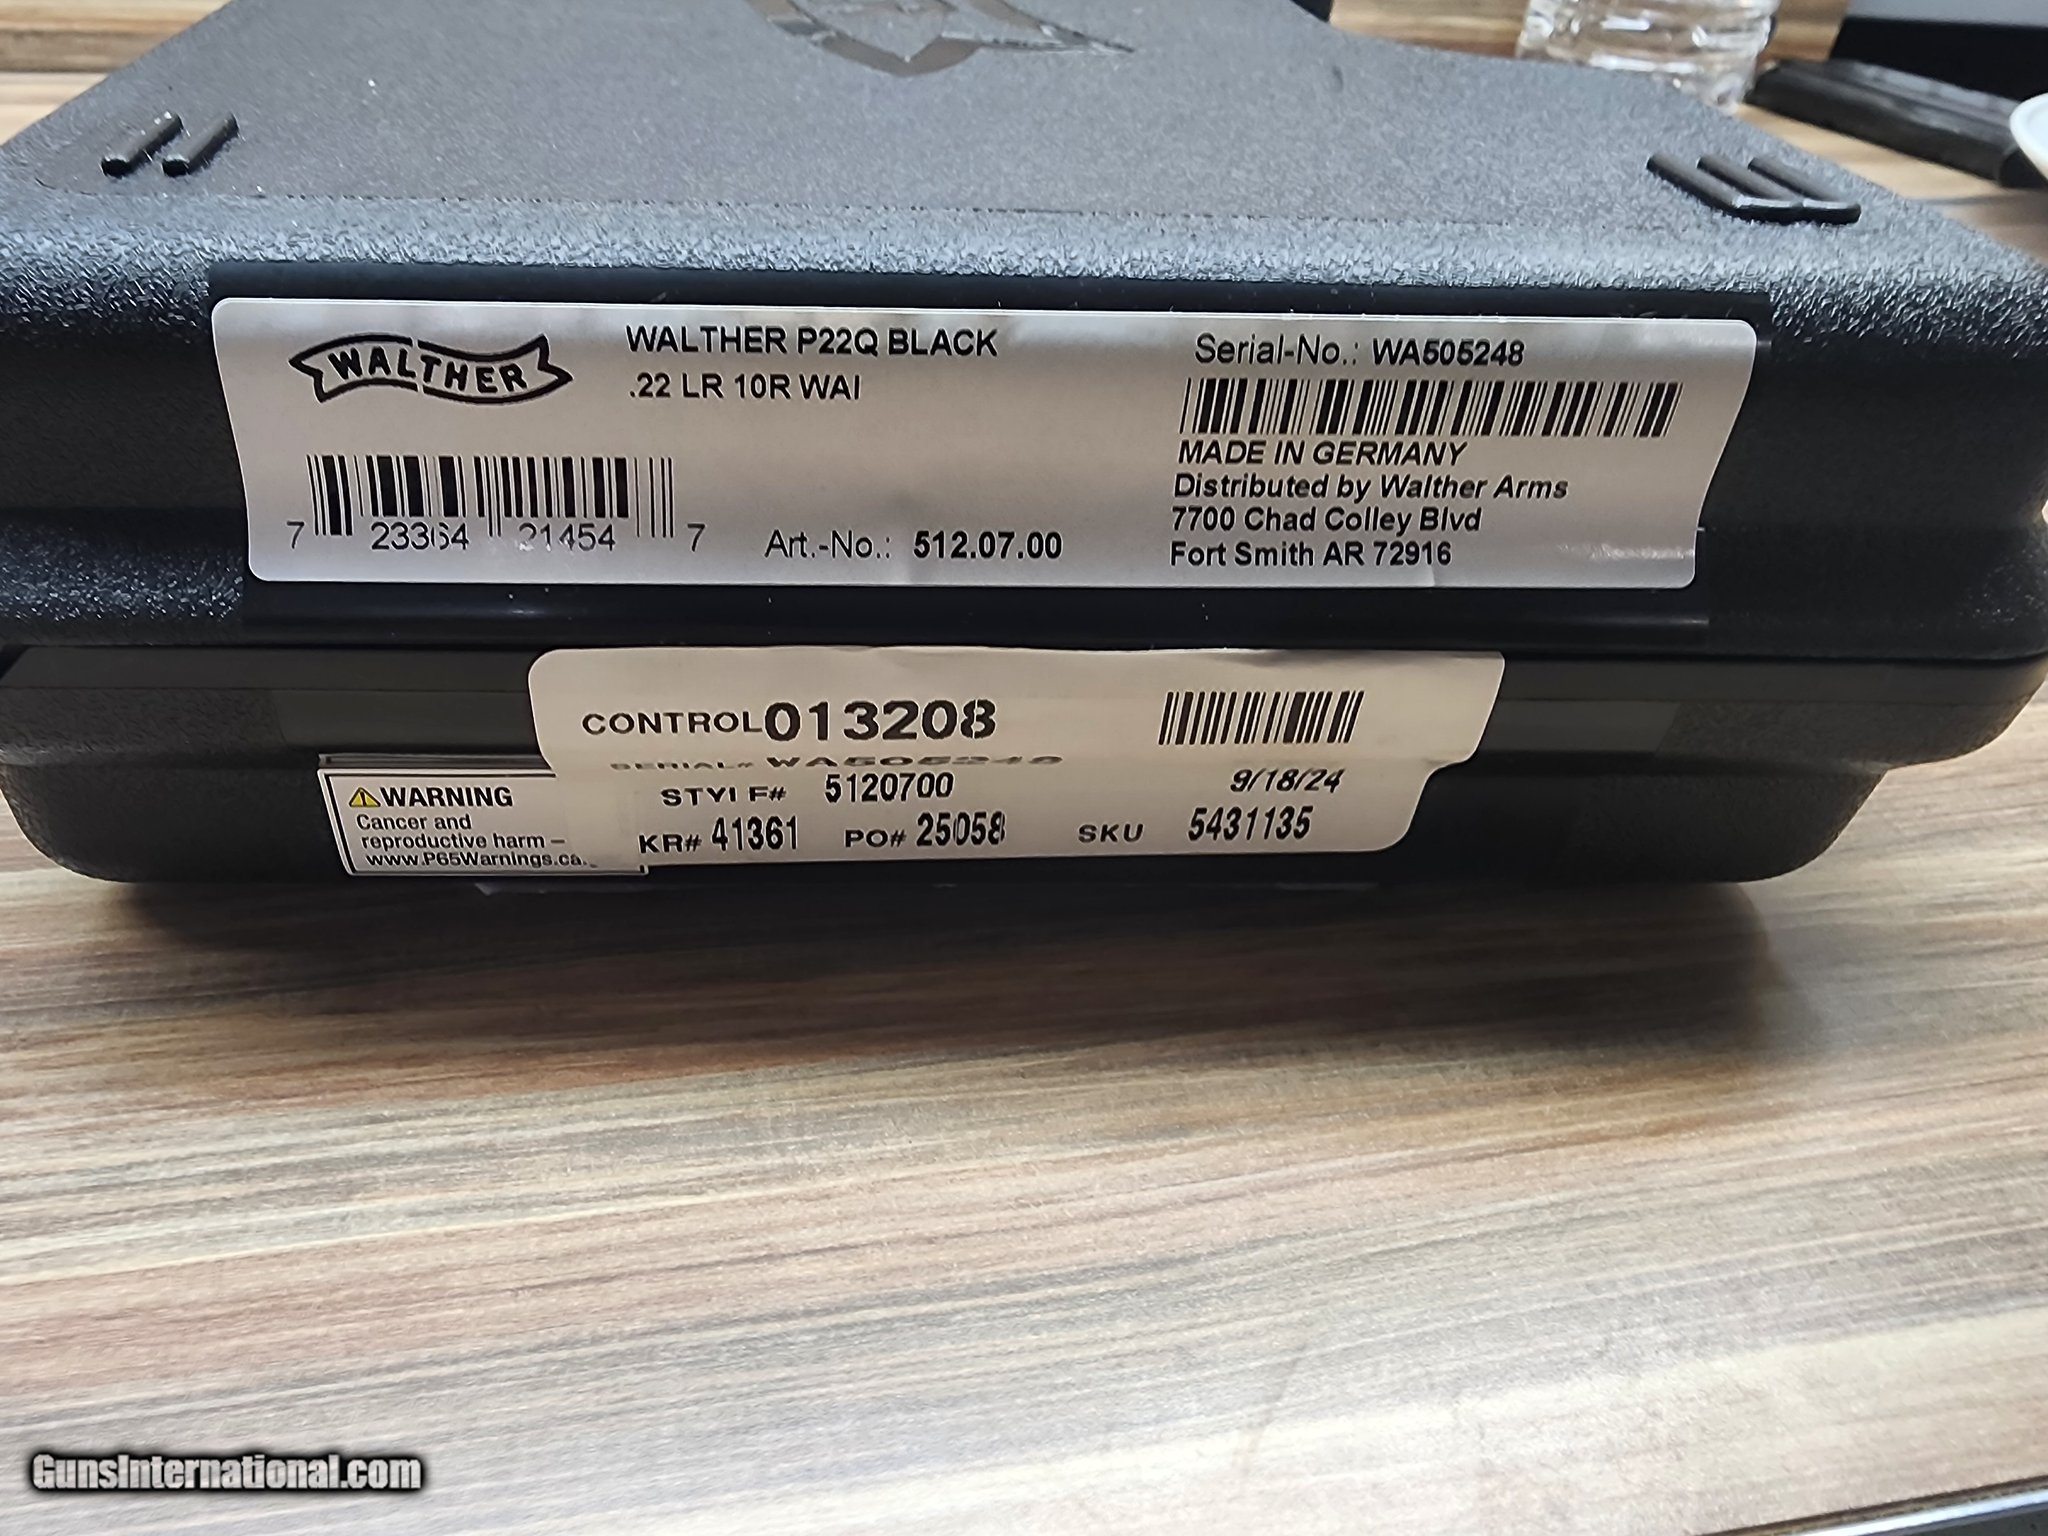 WALTHER
WALTHER P22Q BLACK
.22 LR 10R WAI
7 23364 21454 7
Art.-No.: 512.07.00
Serial-No.: WA505248
MADE IN GERMANY
Distributed by Walther Arms
7700 Chad Colley Blvd
Fort Smith AR 72916
CONTROL013208
SERIAL# WA505248
STYLE# 5120700
9/18/24
KR# 41361 PO# 25058 SKU 5431135
⚠WARNING
Cancer and
reproductive harm –
www.P65Warnings.ca.
GunsInternational.com